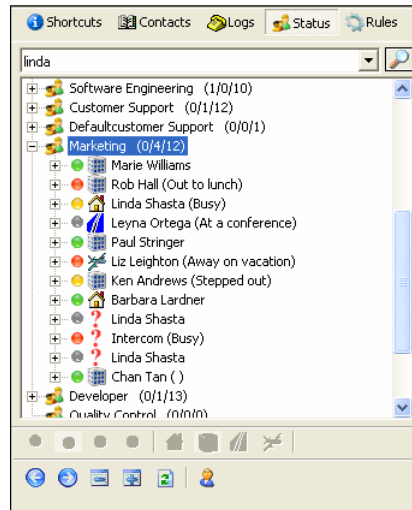 Shortcuts Contacts Logs Status Rules
linda
Software Engineering (1/0/10)
Customer Support (0/1/12)
Defaultcustomer Support (0/0/1)
Marketing (0/4/12)
Marie Williams
Rob Hall (Out to lunch)
Linda Shasta (Busy)
Leyna Ortega (At a conference)
Paul Stringer
Liz Leighton (Away on vacation)
Ken Andrews (Stepped out)
Barbara Lardner
Linda Shasta
Intercom (Busy)
Linda Shasta
Chan Tan ( )
Developer (0/1/13)
Quality Control (0/0/0)